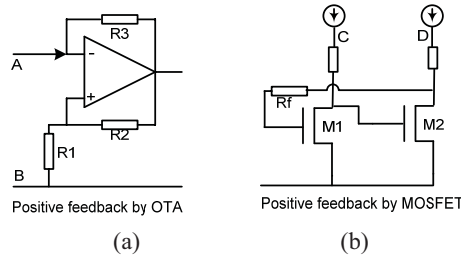 R3
A
-
+
R2
R1
B
Positive feedback by OTA
(a)
C
D
Rf
M1
M2
Positive feedback by MOSFET
(b)